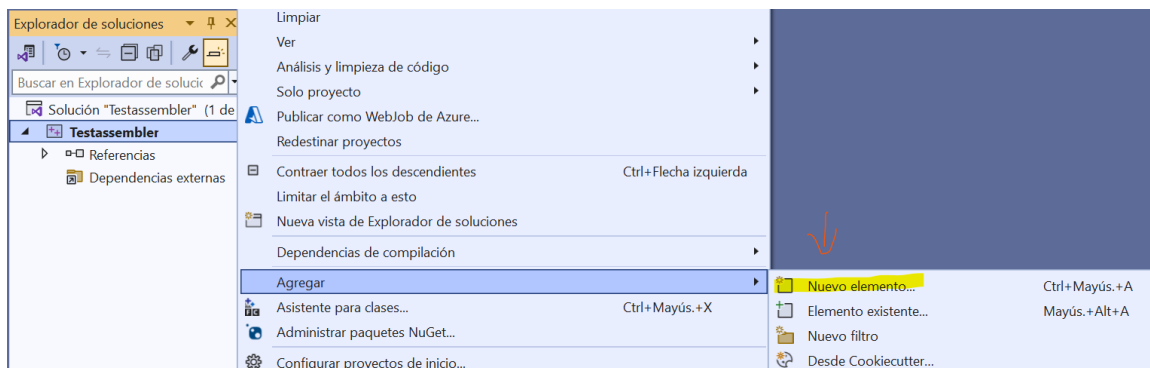 Explorador de soluciones
Buscar en Explorador de soluci
Solución "Testassembler" (1 de
Testassembler
Referencias
Dependencias externas
Limpiar
Ver
Análisis y limpieza de código
Solo proyecto
Publicar como WebJob de Azure...
Redestinar proyectos
Contraer todos los descendientes Ctrl+Flecha izquierda
Limitar el ámbito a esto
Nueva vista de Explorador de soluciones
Dependencias de compilación
Agregar
Asistente para clases... Ctrl+Mayús.+X
Administrar paquetes NuGet...
Configurar proyectos de inicio...
Nuevo elemento... Ctrl+Mayús.+A
Elemento existente... Mayús.+Alt+A
Nuevo filtro
Desde Cookiecutter...